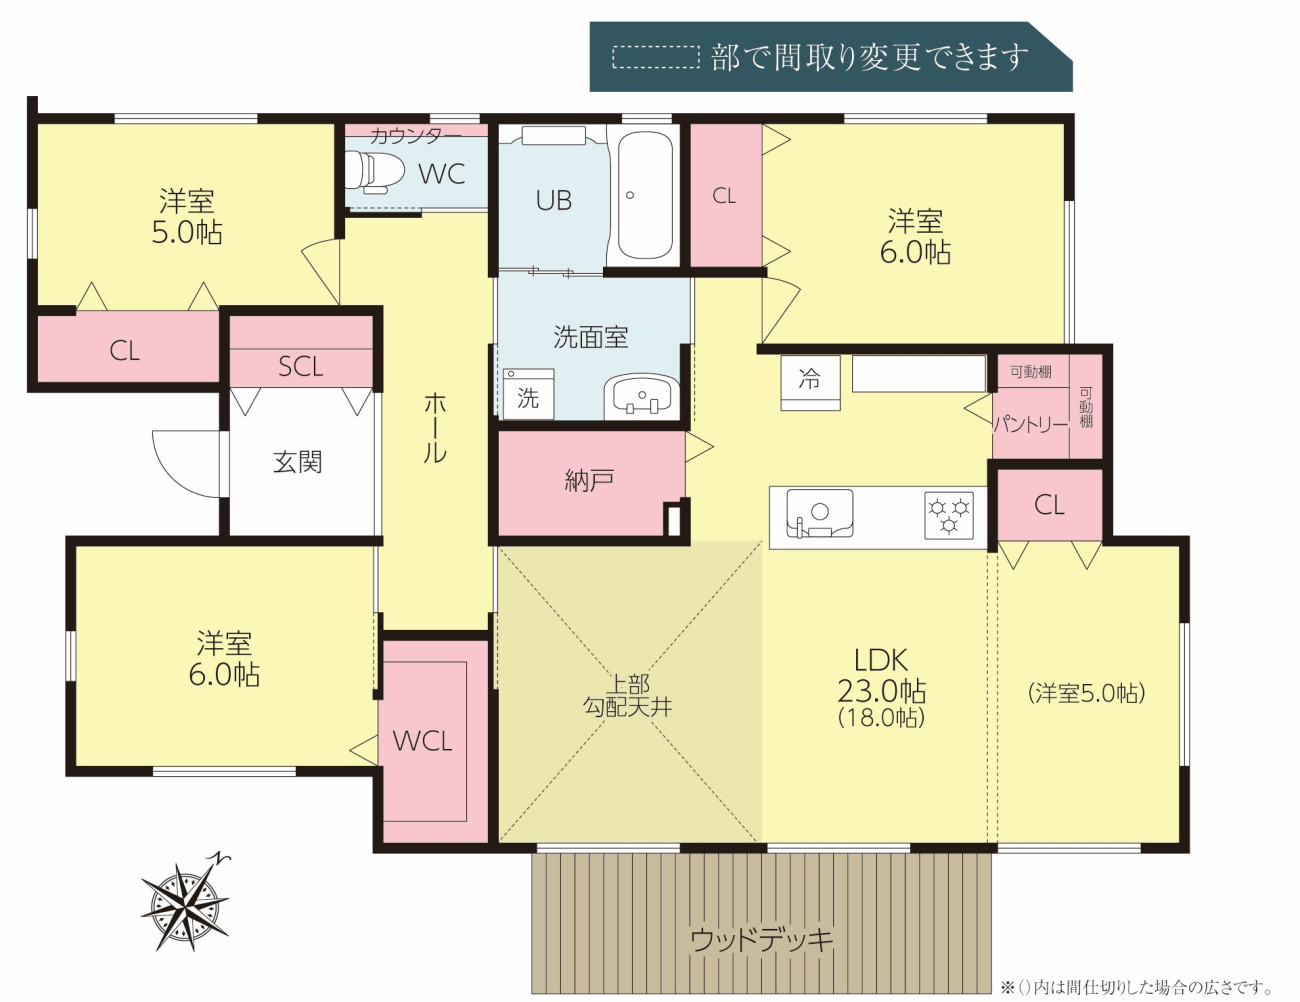 部で間取り変更できます
カウンター
WC
洋室
5.0帖
UB
CL
洋室
6.0帖
CL
SCL
洗面室
洗
冷
可動棚
可動棚
パントリー
ホール
玄関
納戸
CL
洋室
6.0帖
WCL
上部
勾配天井
LDK
23.0帖
(18.0帖)
(洋室5.0帖)
N
ウッドデッキ
※()内は間仕切りした場合の広さです。